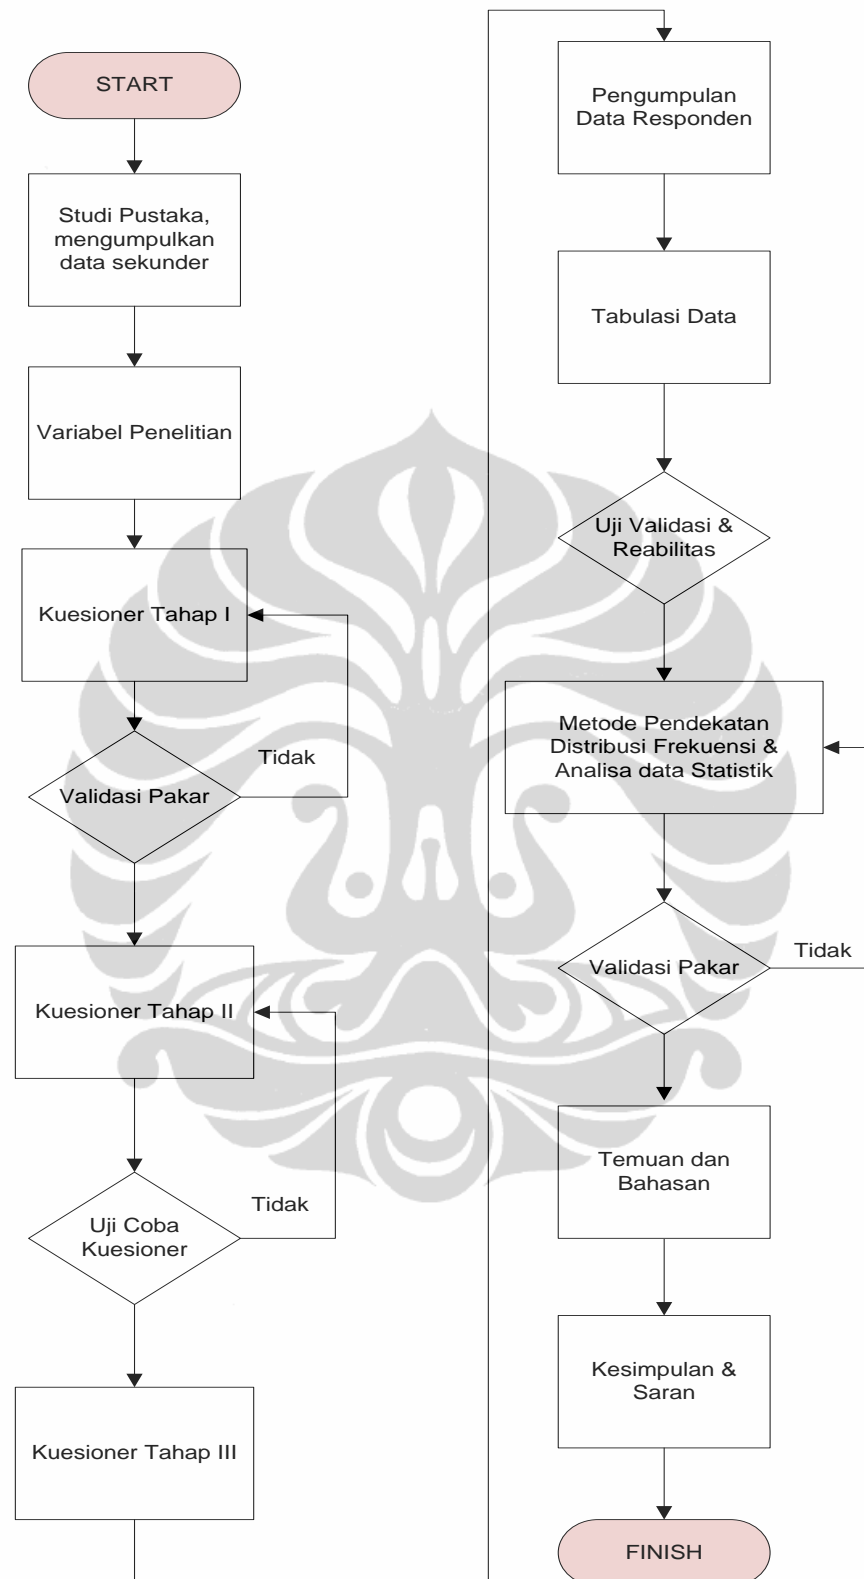 START
Studi Pustaka,
mengumpulkan
data sekunder
Variabel Penelitian
Kuesioner Tahap I
Tidak
Validasi Pakar
Kuesioner Tahap II
Tidak
Uji Coba
Kuesioner
Kuesioner Tahap III
Pengumpulan
Data Responden
Tabulasi Data
Uji Validasi &
Reabilitas
Metode Pendekatan
Distribusi Frekuensi &
Analisa data Statistik
Validasi Pakar
Tidak
Temuan dan
Bahasan
Kesimpulan &
Saran
FINISH